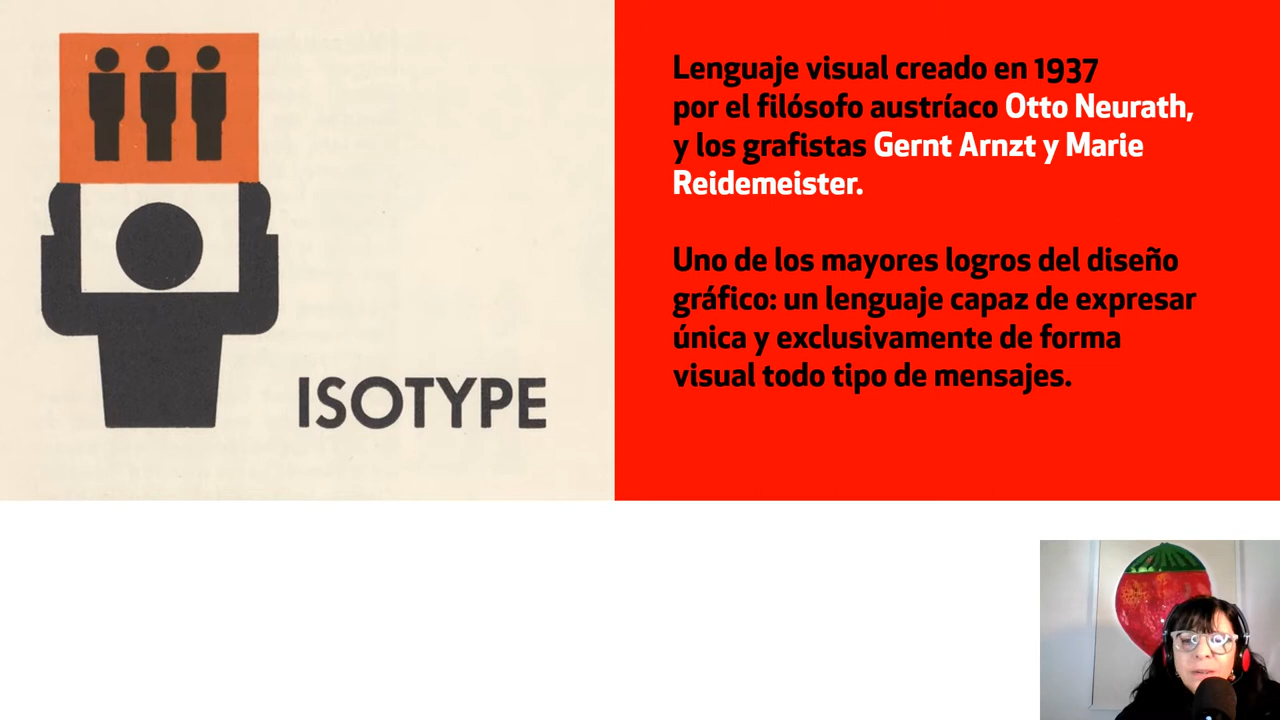 ISOTYPE
Lenguaje visual creado en 1937
por el filósofo austríaco Otto Neurath,
y los grafistas Gernt Arnzt y Marie
Reidemeister.
Uno de los mayores logros del diseño
gráfico: un lenguaje capaz de expresar
única y exclusivamente de forma
visual todo tipo de mensajes.